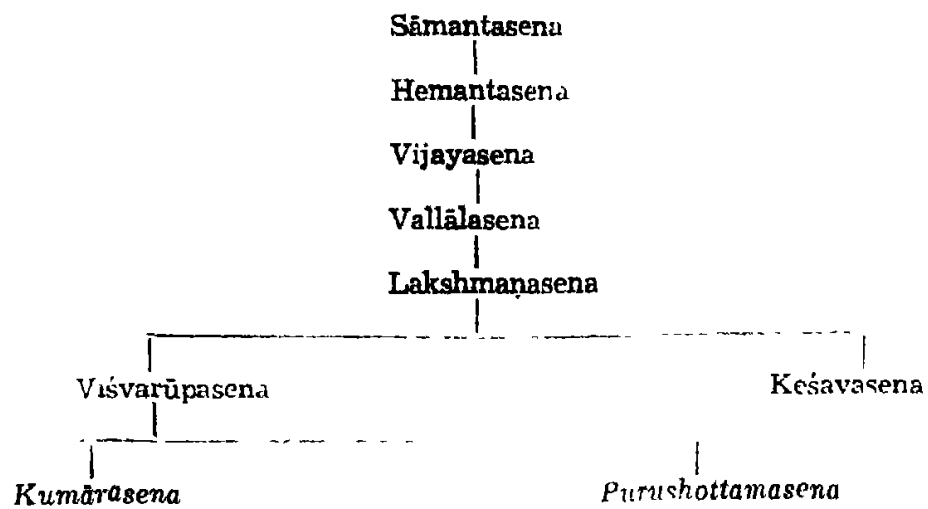 Sāmantasena
Hemantasena
Vijayasena
Vallālasena
Lakshmaṇasena
Viśvarūpasena Keśavasena
Kumārasena Purushottamasena